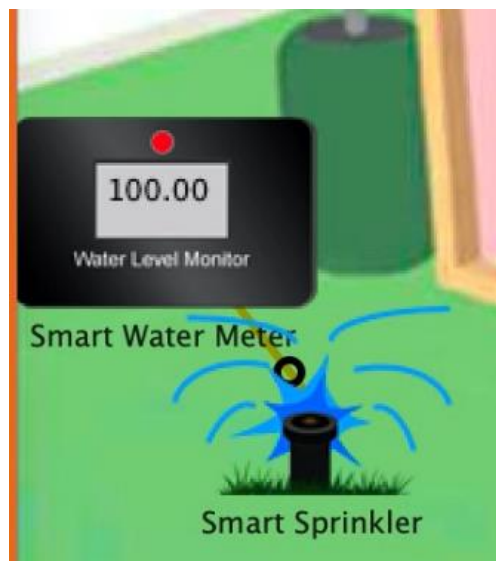 100.00
Water Level Monitor
Smart Water Meter
Smart Sprinkler